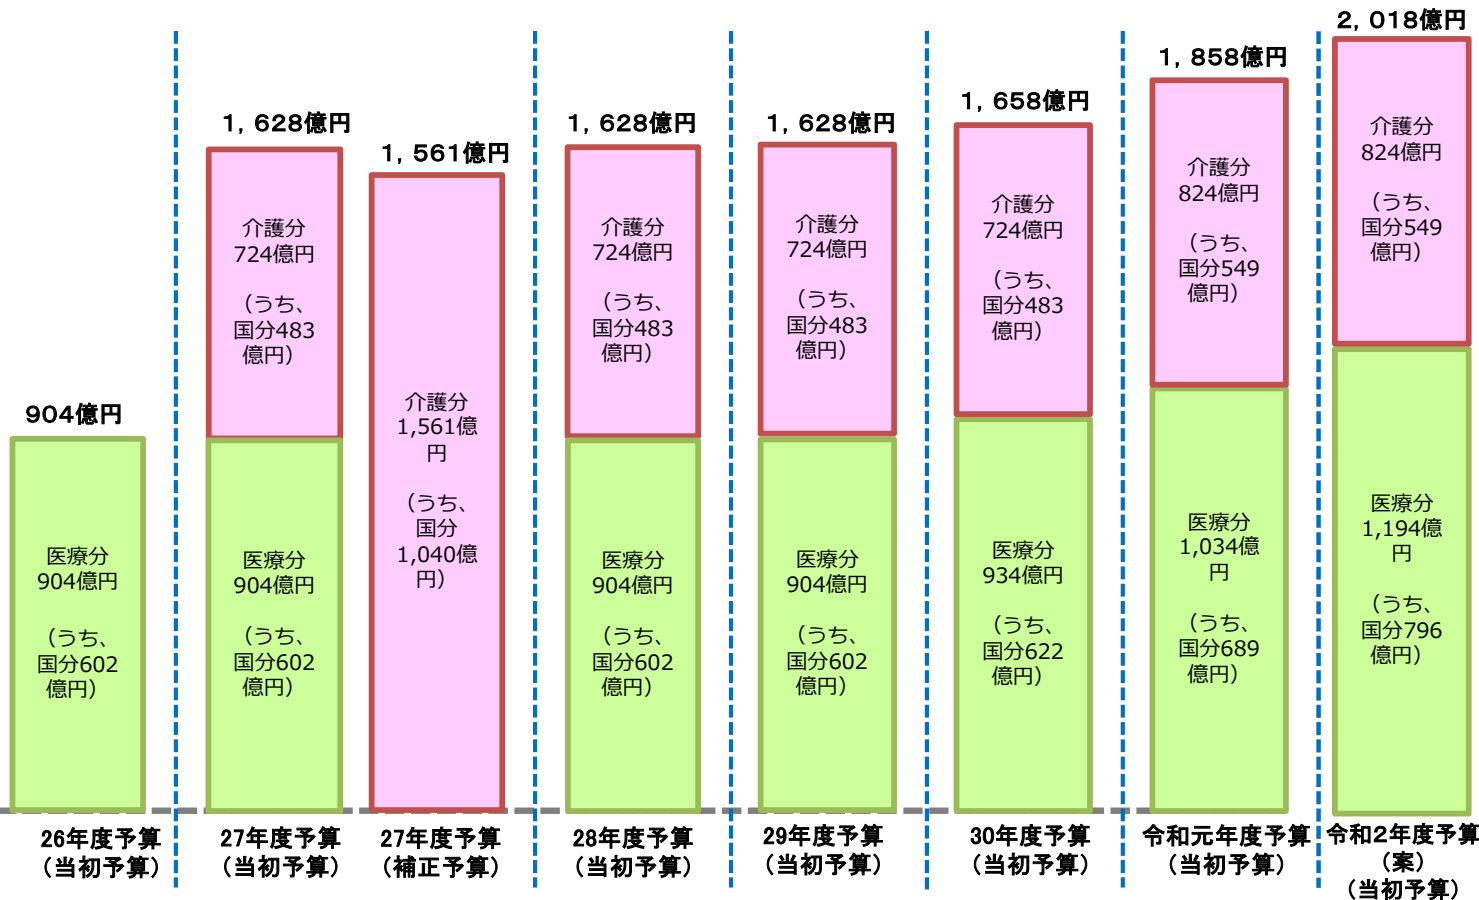 904億円
医療分
904億円
（うち、
国分602
億円）
26年度予算
（当初予算）
1，628億円
介護分
724億円
（うち、
国分483
億円）
医療分
904億円
（うち、
国分602
億円）
27年度予算
（当初予算）
1，561億円
介護分
1,561億
円
（うち、
国分
1,040億
円）
27年度予算
（補正予算）
1，628億円
介護分
724億円
（うち、
国分483
億円）
医療分
904億円
（うち、
国分602
億円）
28年度予算
（当初予算）
1，628億円
介護分
724億円
（うち、
国分483
億円）
医療分
904億円
（うち、
国分602
億円）
29年度予算
（当初予算）
1，658億円
介護分
724億円
（うち、
国分483
億円）
医療分
934億円
（うち、
国分622
億円）
30年度予算
（当初予算）
1，858億円
介護分
824億円
（うち、
国分549
億円）
医療分
1,034億
円
（うち、
国分689
億円）
令和元年度予算
（当初予算）
2，018億円
介護分
824億円
（うち、
国分549
億円）
医療分
1,194億
円
（うち、
国分796
億円）
令和2年度予算
（案）
（当初予算）